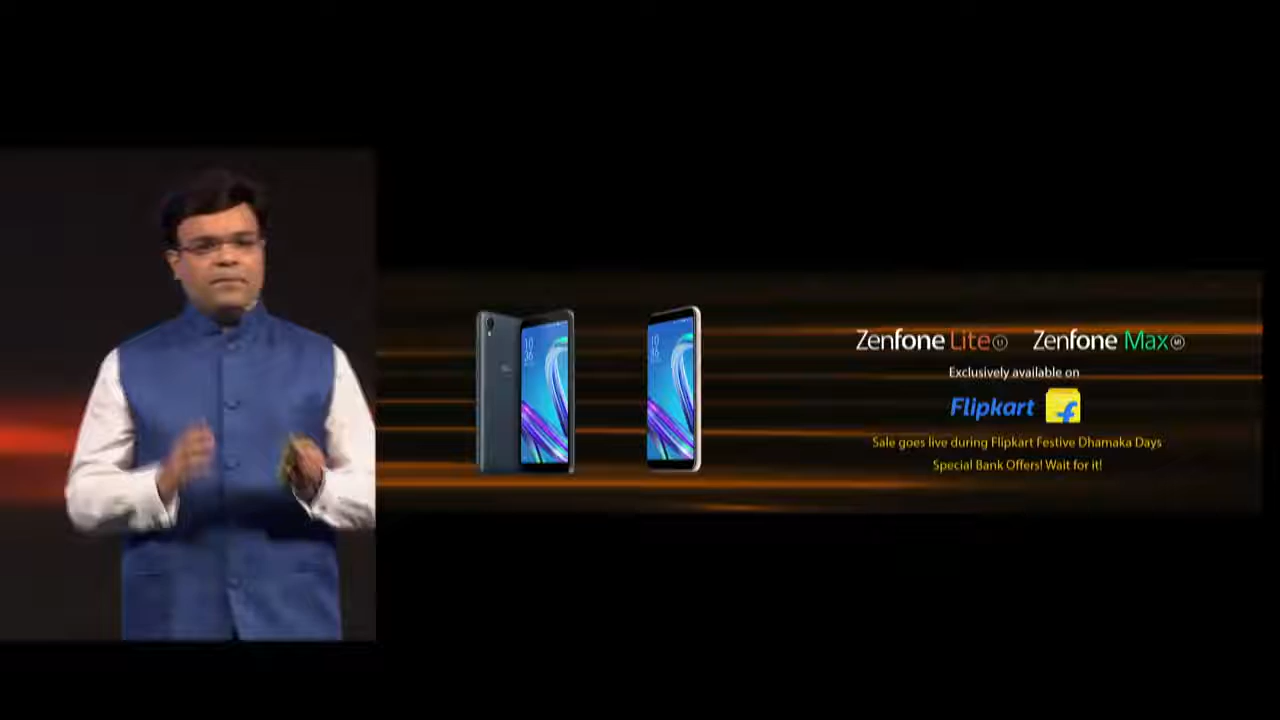 Zenfone Lite L1 Zenfone Max M1
Exclusively available on
Flipkart
Sale goes live during Flipkart Festive Dhamaka Days
Special Bank Offers! Wait for it!